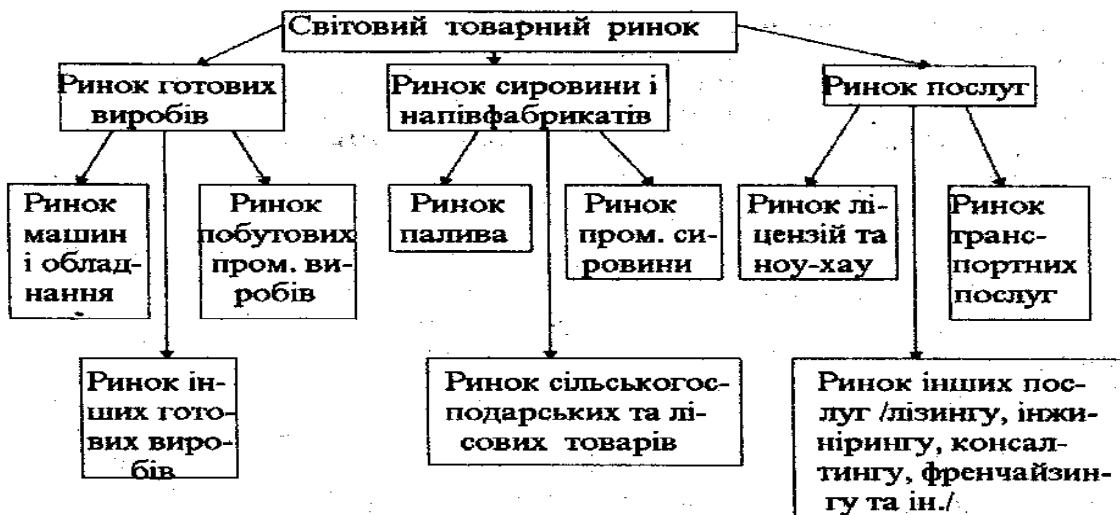 Світовий товарний ринок
Ринок готових
виробів
Ринок сировини і
напівфабрикатів
Ринок послуг
Ринок
машин
і облад-
нання
Ринок
побутових
пром. ви-
робів
Ринок
палива
Ринок
пром. си-
ровини
Ринок лі-
цензій та
ноу-хау
Ринок
транс-
портних
послуг
Ринок ін-
ших гото-
вих виро-
бів
Ринок сільськогос-
подарських та лі-
сових товарів
Ринок інших пос-
луг /лізингу, інжи-
нірингу, консал-
тингу, френчайзин-
гу та ін./